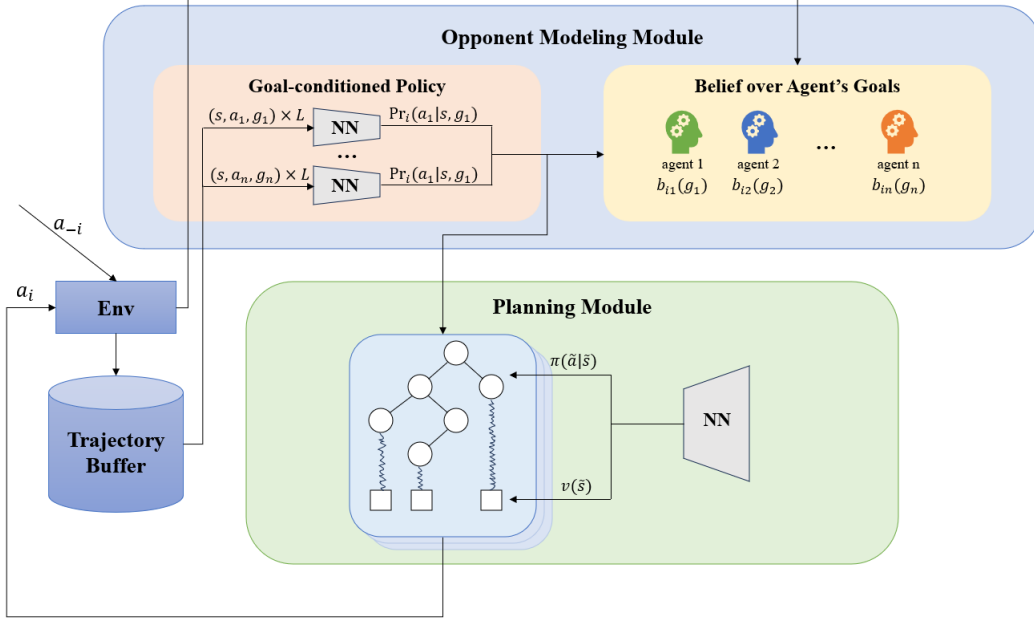 Opponent Modeling Module
Goal-conditioned Policy
(s, a₁, g₁) × L
NN
Prᵢ(a₁|s, g₁)
...
(s, aₙ, gₙ) × L
NN
Prᵢ(a₁|s, g₁)
Belief over Agent's Goals
agent 1
agent 2
...
agent n
bᵢ₁(g₁)
bᵢ₂(g₂)
bᵢₙ(gₙ)
a₋ᵢ
aᵢ
Env
Trajectory
Buffer
Planning Module
π(ã|s̃)
NN
v(s̃)